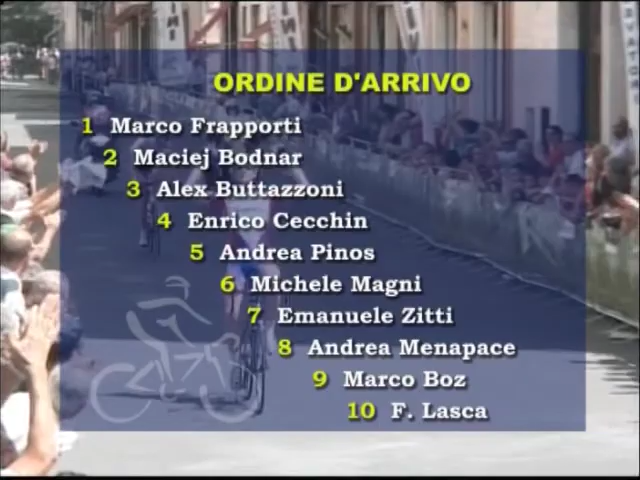 ORDINE D'ARRIVO
1 Marco Frapporti
2 Maciej Bodnar
3 Alex Buttazzoni
4 Enrico Cecchin
5 Andrea Pinos
6 Michele Magni
7 Emanuele Zitti
8 Andrea Menapace
9 Marco Boz
10 F. Lasca